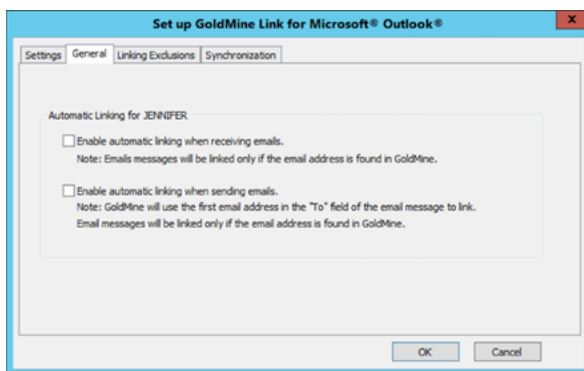 Set up GoldMine Link for Microsoft® Outlook®
x
Settings General Linking Exclusions Synchronization
Automatic Linking for JENNIFER
Enable automatic linking when receiving emails.
Note: Emails messages will be linked only if the email address is found in GoldMine.
Enable automatic linking when sending emails.
Note: GoldMine will use the first email address in the "To" field of the email message to link.
Email messages will be linked only if the email address is found in GoldMine.
OK Cancel